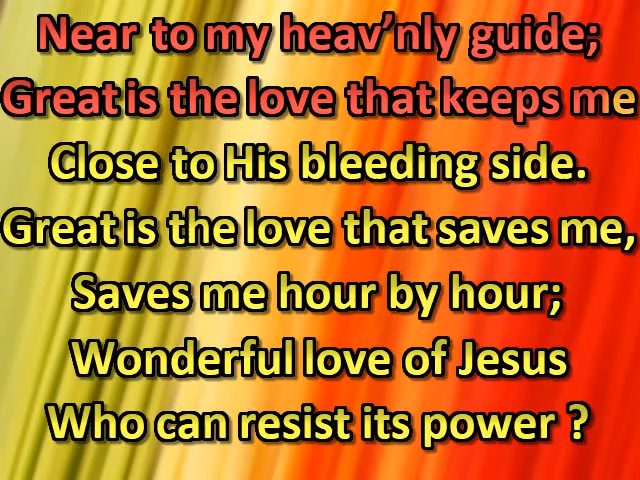 Near to my heav’nly guide;
Great is the love that keeps me
Close to His bleeding side.
Great is the love that saves me,
Saves me hour by hour;
Wonderful love of Jesus
Who can resist its power ?